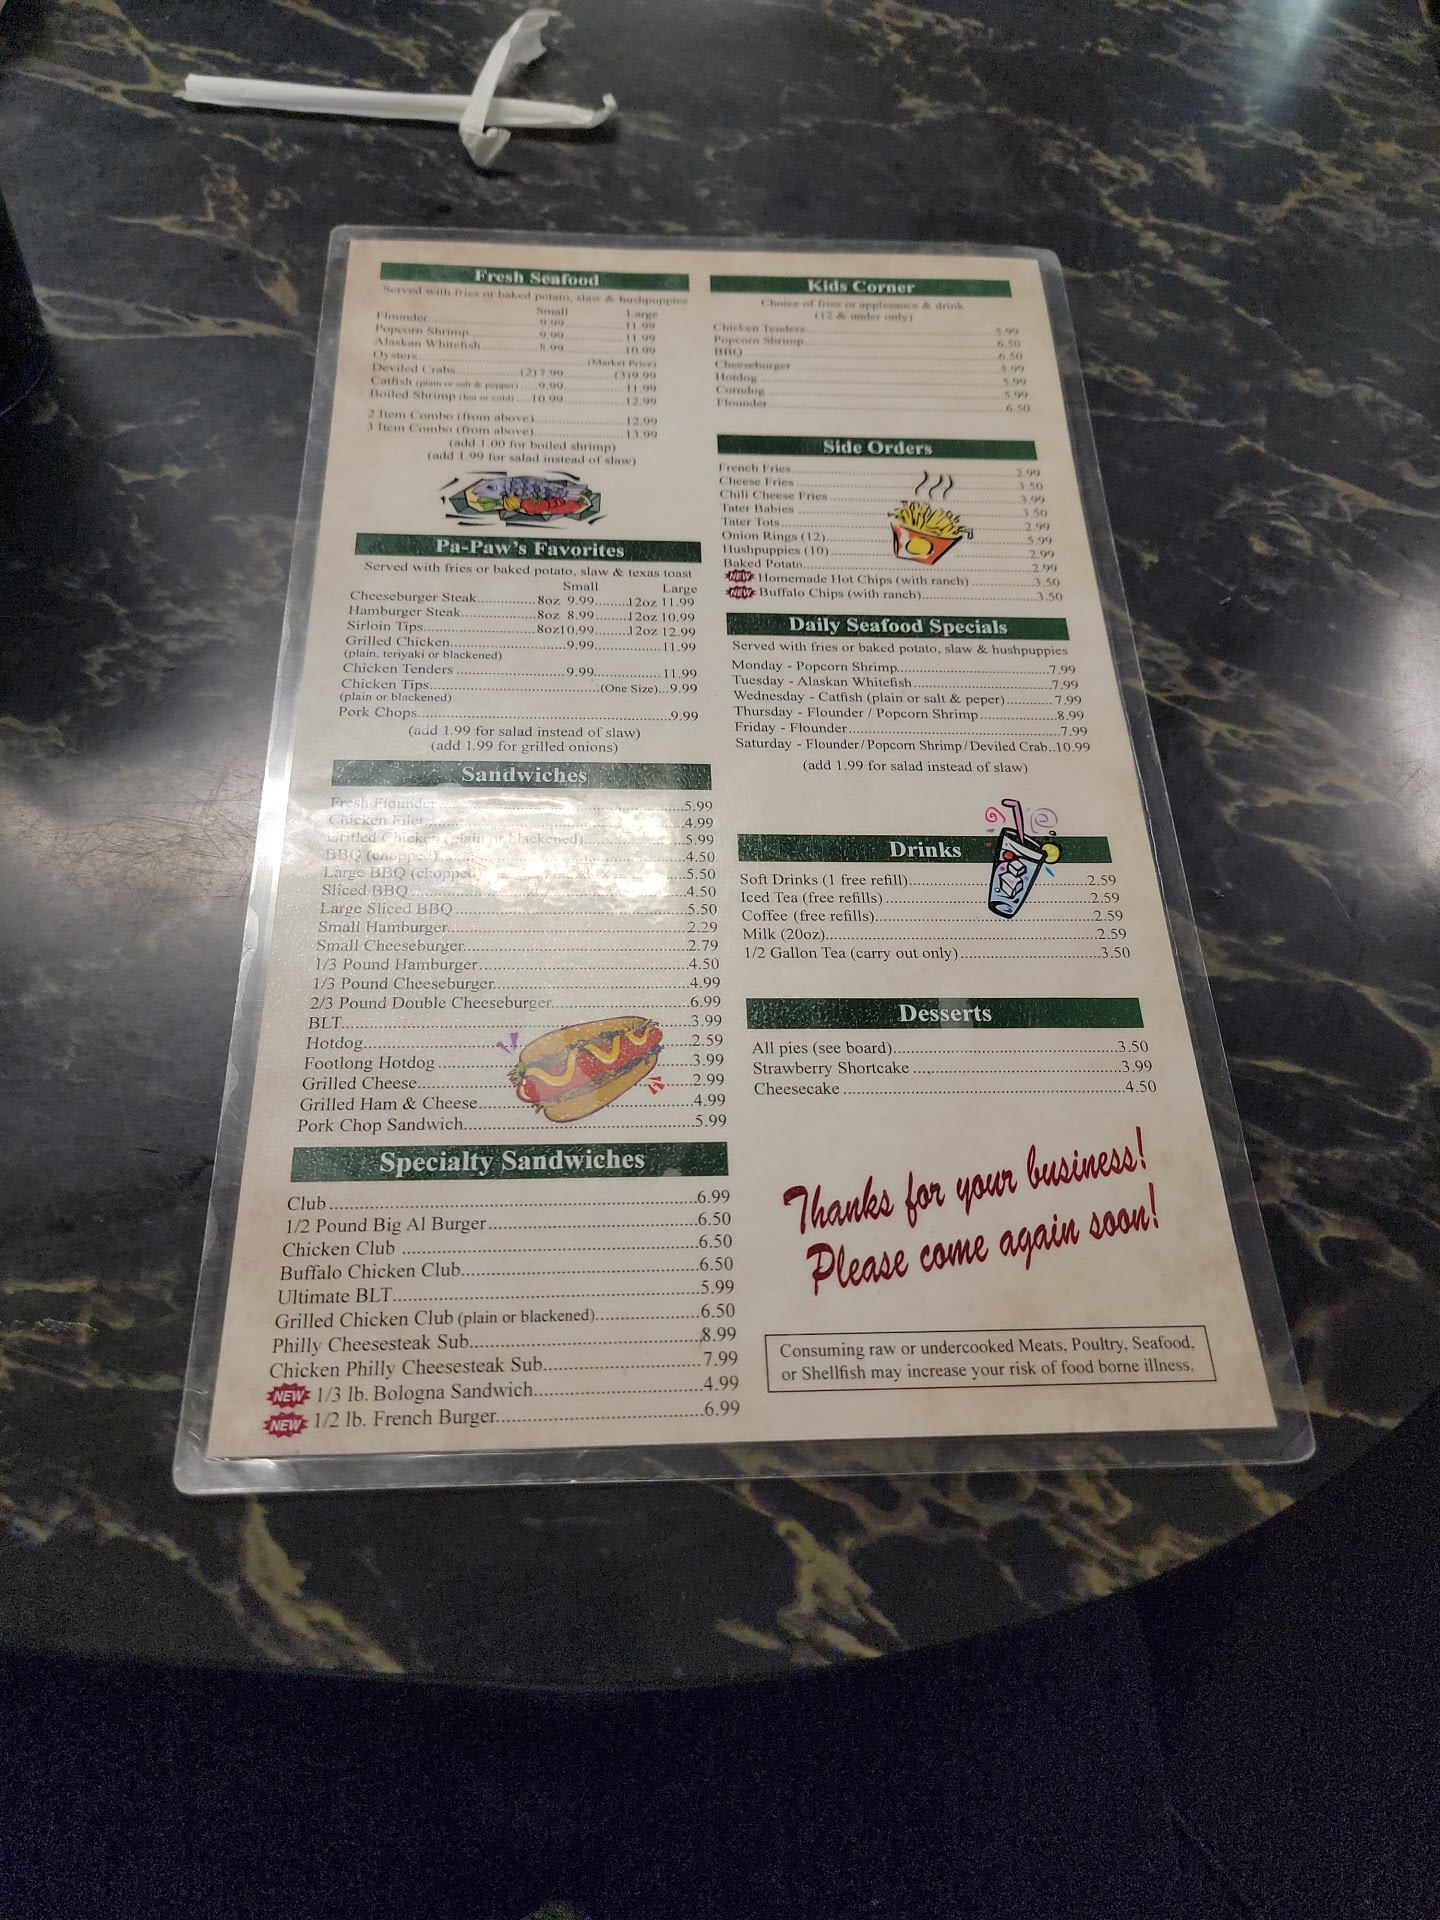 Fresh Seafood
Served with fries or baked potato, slaw & hushpuppies
Small Large
Flounder 9.99 11.99
Popcorn Shrimp 9.99 11.99
Alaskan Whitefish 8.99 10.99
Oysters (Market Price)
Deviled Crabs (2) 7.99 (3) 9.99
Catfish (plain or salt & pepper) 9.99 11.99
Boiled Shrimp (hot or cold) 10.99 12.99
2 Item Combo (from above) 12.99
3 Item Combo (from above) 13.99
(add 1.00 for boiled shrimp)
(add 1.99 for salad instead of slaw)
Pa-Paw's Favorites
Served with fries or baked potato, slaw & texas toast
Small Large
Cheeseburger Steak 8oz 9.99 12oz 11.99
Hamburger Steak 8oz 8.99 12oz 10.99
Sirloin Tips 8oz 10.99 12oz 12.99
Grilled Chicken 9.99 11.99
(plain, teriyaki or blackened)
Chicken Tenders 9.99 11.99
Chicken Tips (One Size) 9.99
(plain or blackened)
Pork Chops 9.99
(add 1.99 for salad instead of slaw)
(add 1.99 for grilled onions)
Sandwiches
Fresh Flounder 5.99
Chicken Filet 4.99
Grilled Chicken (plain or blackened) 5.99
BBQ (chopped) 4.50
Large BBQ (chopped) 5.50
Sliced BBQ 4.50
Large Sliced BBQ 5.50
Small Hamburger 2.29
Small Cheeseburger 2.79
1/3 Pound Hamburger 4.50
1/3 Pound Cheeseburger 4.99
2/3 Pound Double Cheeseburger 6.99
BLT 3.99
Hotdog 2.59
Footlong Hotdog 3.99
Grilled Cheese 2.99
Grilled Ham & Cheese 4.99
Pork Chop Sandwich 5.99
Specialty Sandwiches
Club 6.99
1/2 Pound Big Al Burger 6.50
Chicken Club 6.50
Buffalo Chicken Club 6.50
Ultimate BLT 5.99
Grilled Chicken Club (plain or blackened) 6.50
Philly Cheesesteak Sub 8.99
Chicken Philly Cheesesteak Sub 7.99
NEW 1/3 lb. Bologna Sandwich 4.99
NEW 1/2 lb. French Burger 6.99
Kids Corner
Choice of fries or applesauce & drink
(12 & under only)
Chicken Tenders 5.99
Popcorn Shrimp 6.50
BBQ 6.50
Cheeseburger 5.99
Hotdog 5.99
Corndog 5.99
Flounder 6.50
Side Orders
French Fries 2.99
Cheese Fries 3.50
Chili Cheese Fries 3.99
Tater Babies 3.50
Tater Tots 2.99
Onion Rings (12) 5.99
Hushpuppies (10) 2.99
Baked Potato 2.99
NEW Homemade Hot Chips (with ranch) 3.50
NEW Buffalo Chips (with ranch) 3.50
Daily Seafood Specials
Served with fries or baked potato, slaw & hushpuppies
Monday - Popcorn Shrimp 7.99
Tuesday - Alaskan Whitefish 7.99
Wednesday - Catfish (plain or salt & peper) 7.99
Thursday - Flounder / Popcorn Shrimp 8.99
Friday - Flounder 7.99
Saturday - Flounder/Popcorn Shrimp/Deviled Crab 10.99
(add 1.99 for salad instead of slaw)
Drinks
Soft Drinks (1 free refill) 2.59
Iced Tea (free refills) 2.59
Coffee (free refills) 2.59
Milk (20oz) 2.59
1/2 Gallon Tea (carry out only) 3.50
Desserts
All pies (see board) 3.50
Strawberry Shortcake 3.99
Cheesecake 4.50
Thanks for your business!
Please come again soon!
Consuming raw or undercooked Meats, Poultry, Seafood,
or Shellfish may increase your risk of food borne illness.